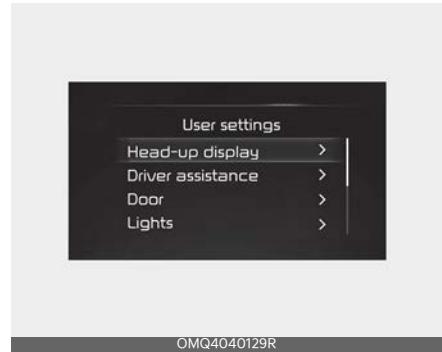 User settings
Head-up display >
Driver assistance >
Door >
Lights >
OMQ4040129R